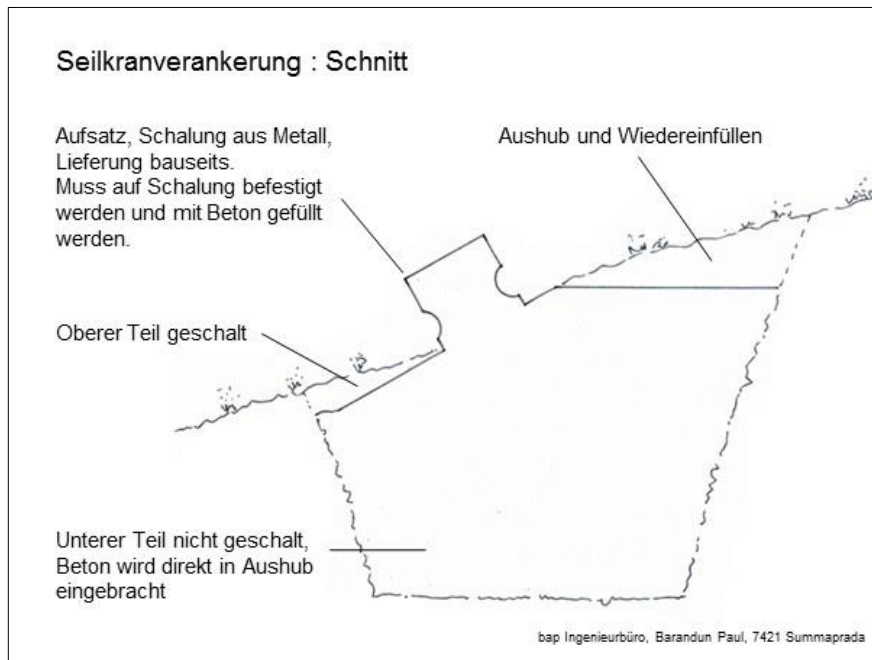 Seilkranverankerung : Schnitt
Aufsatz, Schalung aus Metall,
Lieferung bauseits.
Muss auf Schalung befestigt
werden und mit Beton gefüllt
werden.
Aushub und Wiedereinfüllen
Oberer Teil geschalt
Unterer Teil nicht geschalt,
Beton wird direkt in Aushub
eingebracht
bap Ingenieurbüro, Barandun Paul, 7421 Summaprada